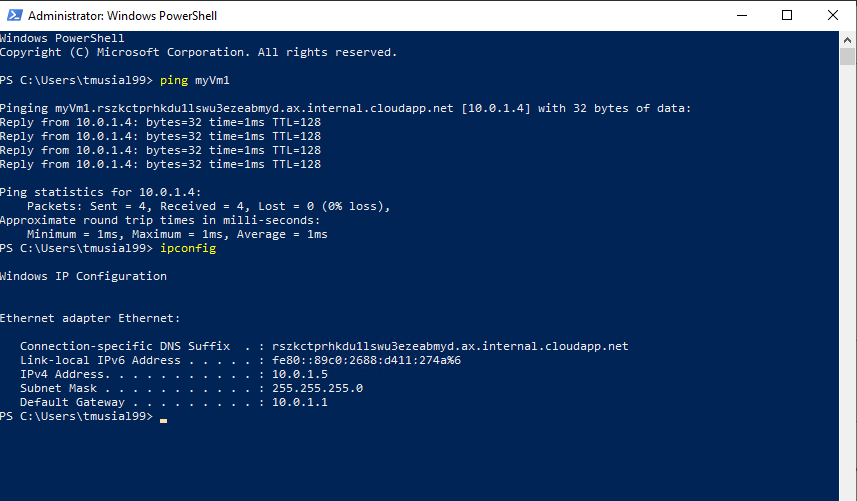 Administrator: Windows PowerShell
Windows PowerShell
Copyright (C) Microsoft Corporation. All rights reserved.
PS C:\Users\tmusial99> ping myVm1
Pinging myVm1.rszkctprhkdu1lswu3ezeabmyd.ax.internal.cloudapp.net [10.0.1.4] with 32 bytes of data:
Reply from 10.0.1.4: bytes=32 time=1ms TTL=128
Reply from 10.0.1.4: bytes=32 time=1ms TTL=128
Reply from 10.0.1.4: bytes=32 time=1ms TTL=128
Reply from 10.0.1.4: bytes=32 time=1ms TTL=128
Ping statistics for 10.0.1.4:
    Packets: Sent = 4, Received = 4, Lost = 0 (0% loss),
Approximate round trip times in milli-seconds:
    Minimum = 1ms, Maximum = 1ms, Average = 1ms
PS C:\Users\tmusial99> ipconfig
Windows IP Configuration
Ethernet adapter Ethernet:
   Connection-specific DNS Suffix  . : rszkctprhkdu1lswu3ezeabmyd.ax.internal.cloudapp.net
   Link-local IPv6 Address . . . . . : fe80::89c0:2688:d411:274a%6
   IPv4 Address. . . . . . . . . . . : 10.0.1.5
   Subnet Mask . . . . . . . . . . . : 255.255.255.0
   Default Gateway . . . . . . . . . : 10.0.1.1
PS C:\Users\tmusial99>